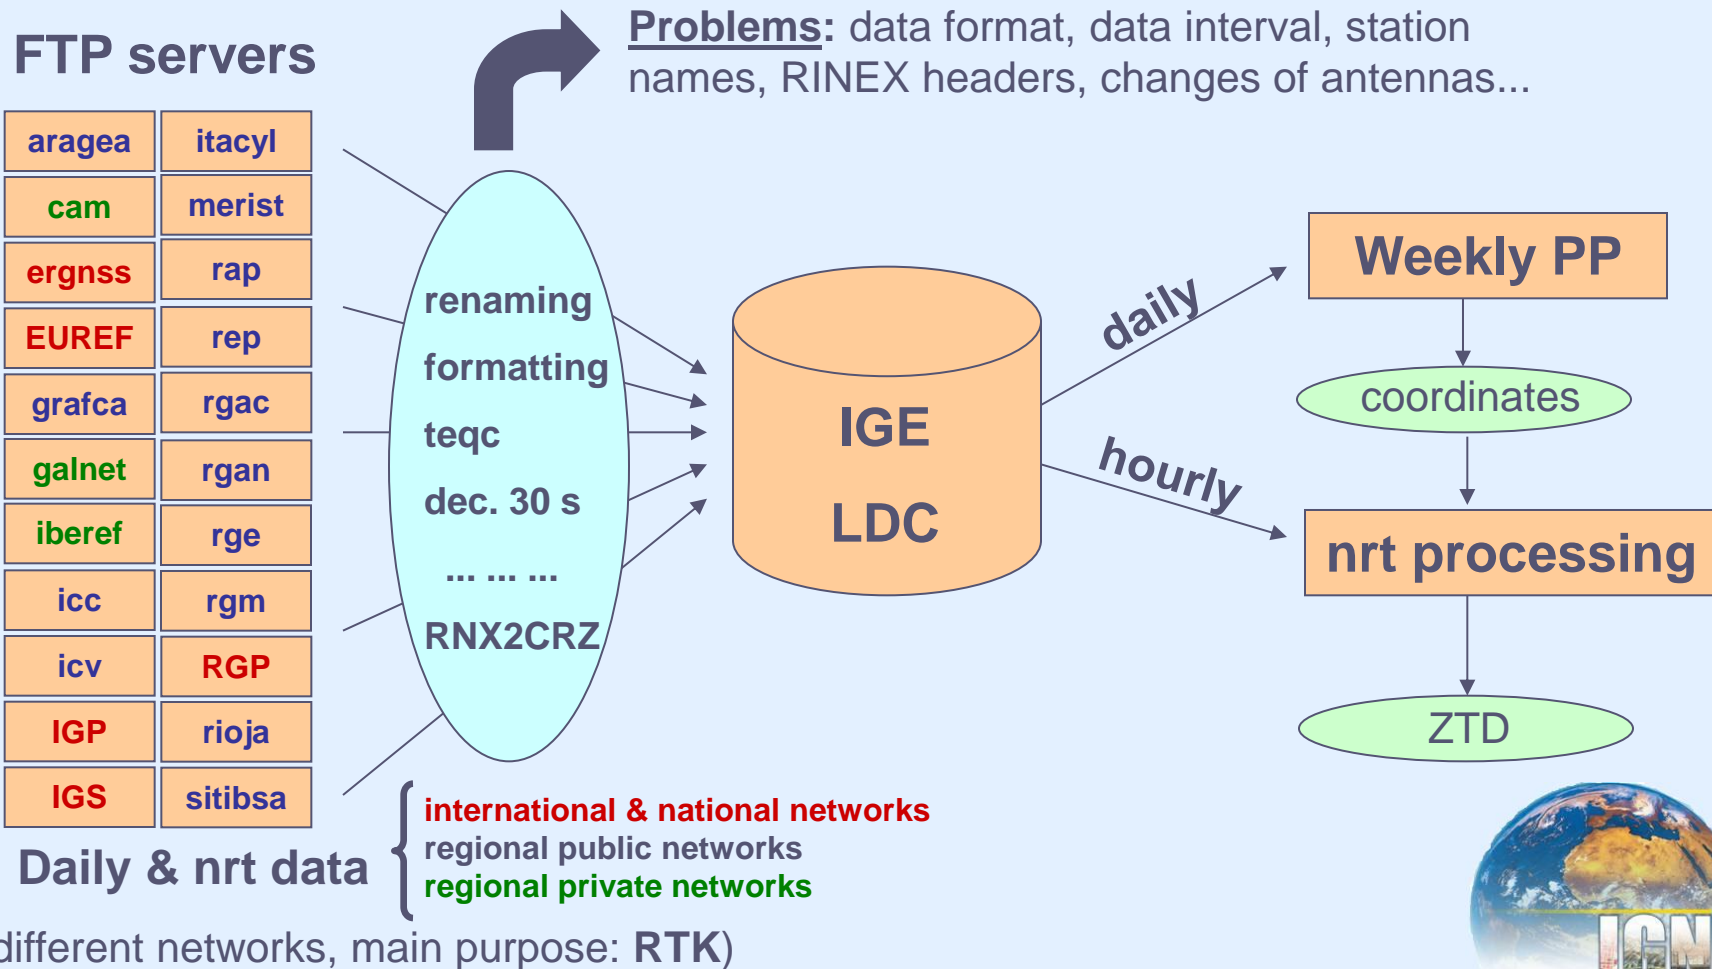 FTP servers
Problems: data format, data interval, station
names, RINEX headers, changes of antennas...
aragea itacyl
cam merist
ergnss rap
EUREF rep
grafca rgac
galnet rgan
iberef rge
icc rgm
icv RGP
IGP rioja
IGS sitibsa
renaming
formatting
teqc
dec. 30 s
... ... ...
RNX2CRZ
IGE
LDC
daily
hourly
Weekly PP
coordinates
nrt processing
ZTD
Daily & nrt data
international & national networks
regional public networks
regional private networks
different networks, main purpose: RTK)
IGN